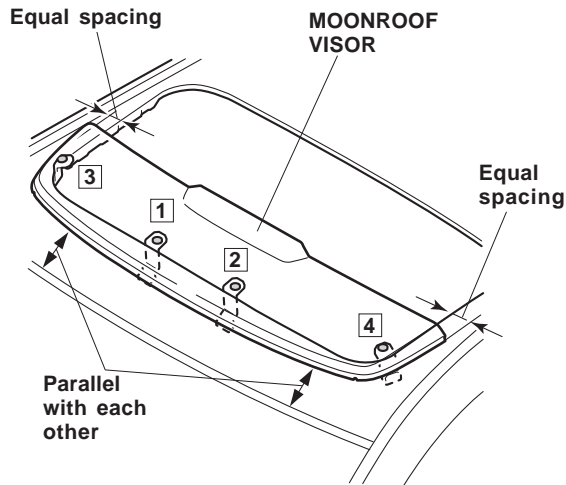 Equal spacing
MOONROOF
VISOR
Equal
spacing
3
1
2
4
Parallel
with each
other